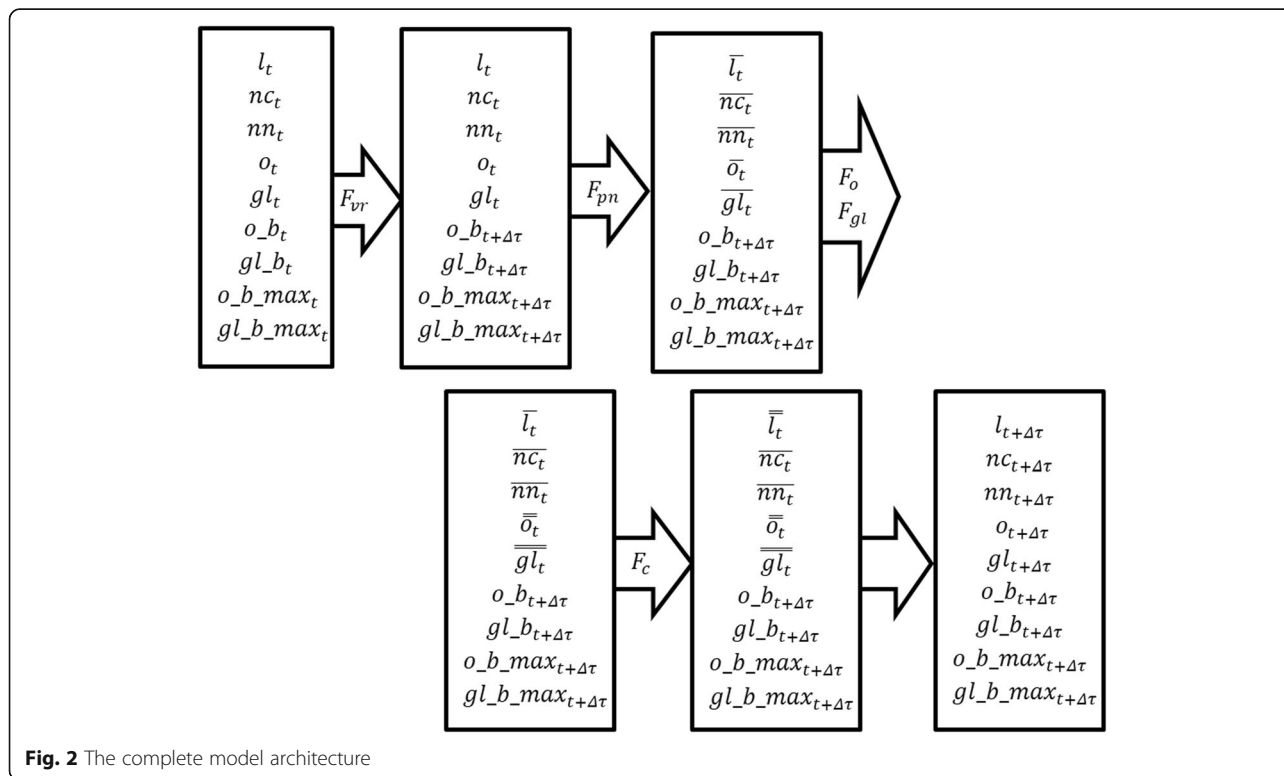 l_t
nc_t
nn_t
o_t
gl_t
o_b_t
gl_b_t
o_b_max_t
gl_b_max_t
F_vr
l_t
nc_t
nn_t
o_t
gl_t
o_b_{t+Δτ}
gl_b_{t+Δτ}
o_b_max_{t+Δτ}
gl_b_max_{t+Δτ}
F_pn
l̅_t
n̅c̅_t
n̅n̅_t
o̅_t
g̅l̅_t
o_b_{t+Δτ}
gl_b_{t+Δτ}
o_b_max_{t+Δτ}
gl_b_max_{t+Δτ}
F_o
F_gl
l̅_t
n̅c̅_t
n̅n̅_t
o̿_t
g̿l̿_t
o_b_{t+Δτ}
gl_b_{t+Δτ}
o_b_max_{t+Δτ}
gl_b_max_{t+Δτ}
F_c
l̿_t
n̅c̅_t
n̅n̅_t
o̿_t
g̿l̿_t
o_b_{t+Δτ}
gl_b_{t+Δτ}
o_b_max_{t+Δτ}
gl_b_max_{t+Δτ}
l_{t+Δτ}
nc_{t+Δτ}
nn_{t+Δτ}
o_{t+Δτ}
gl_{t+Δτ}
o_b_{t+Δτ}
gl_b_{t+Δτ}
o_b_max_{t+Δτ}
gl_b_max_{t+Δτ}
Fig. 2 The complete model architecture